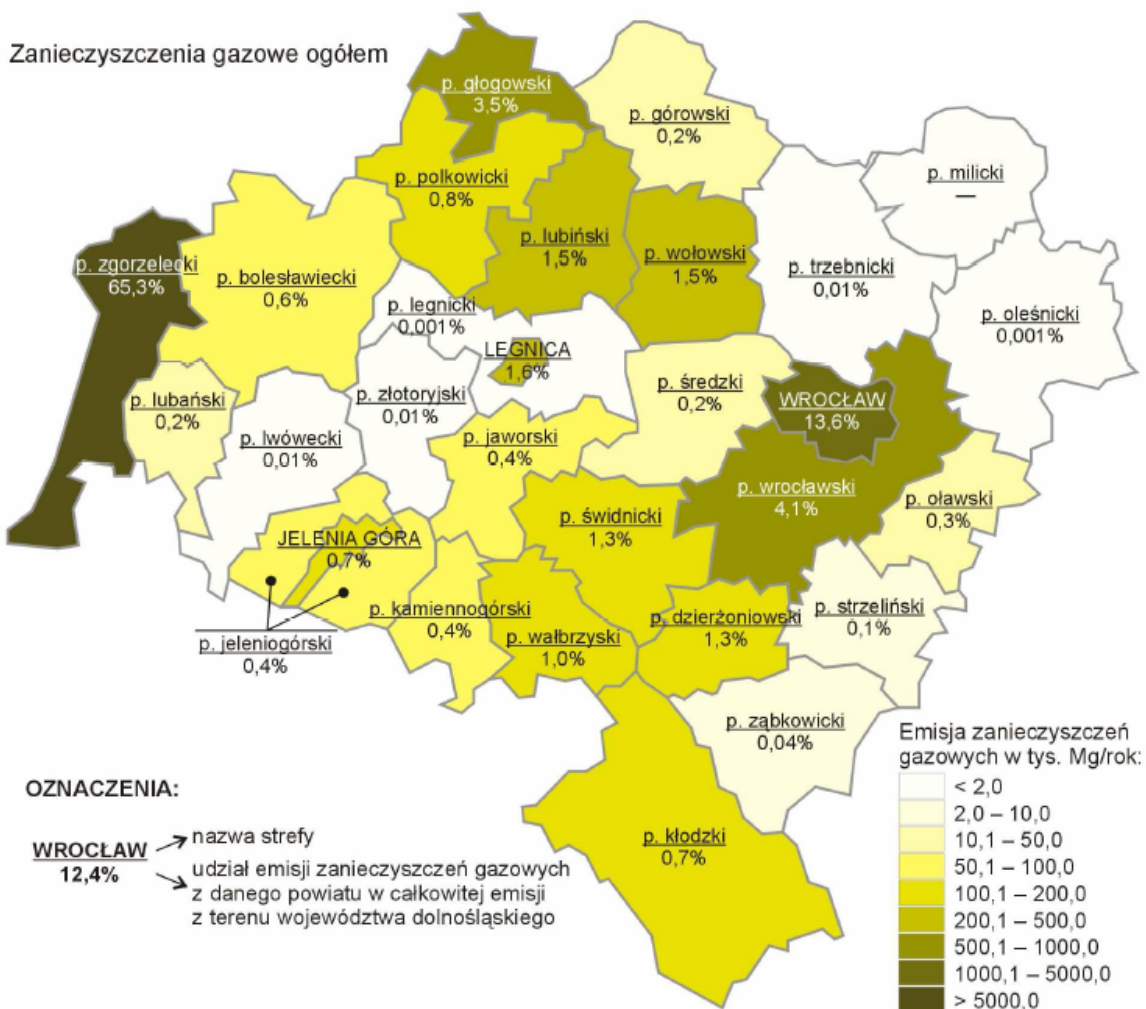 Zanieczyszczenia gazowe ogółem
p. głogowski
3,5%
p. górowski
0,2%
p. milicki
—
p. polkowicki
0,8%
p. lubiński
1,5%
p. wołowski
1,5%
p. trzebnicki
0,01%
p. zgorzelecki
65,3%
p. bolesławiecki
0,6%
p. legnicki
0,001%
p. oleśnicki
0,001%
LEGNICA
1,6%
p. lubański
0,2%
p. złotoryjski
0,01%
p. średzki
0,2%
WROCŁAW
13,6%
p. lwówecki
0,01%
p. jaworski
0,4%
p. wrocławski
4,1%
p. oławski
0,3%
p. świdnicki
1,3%
JELENIA GÓRA
0,7%
p. kamiennogórski
0,4%
p. dzierżoniowski
1,3%
p. strzeliński
0,1%
p. jeleniogórski
0,4%
p. wałbrzyski
1,0%
p. ząbkowicki
0,04%
p. kłodzki
0,7%
OZNACZENIA:
WROCŁAW
12,4%
nazwa strefy
udział emisji zanieczyszczeń gazowych
z danego powiatu w całkowitej emisji
z terenu województwa dolnośląskiego
Emisja zanieczyszczeń
gazowych w tys. Mg/rok:
< 2,0
2,0 – 10,0
10,1 – 50,0
50,1 – 100,0
100,1 – 200,0
200,1 – 500,0
500,1 – 1000,0
1000,1 – 5000,0
> 5000,0